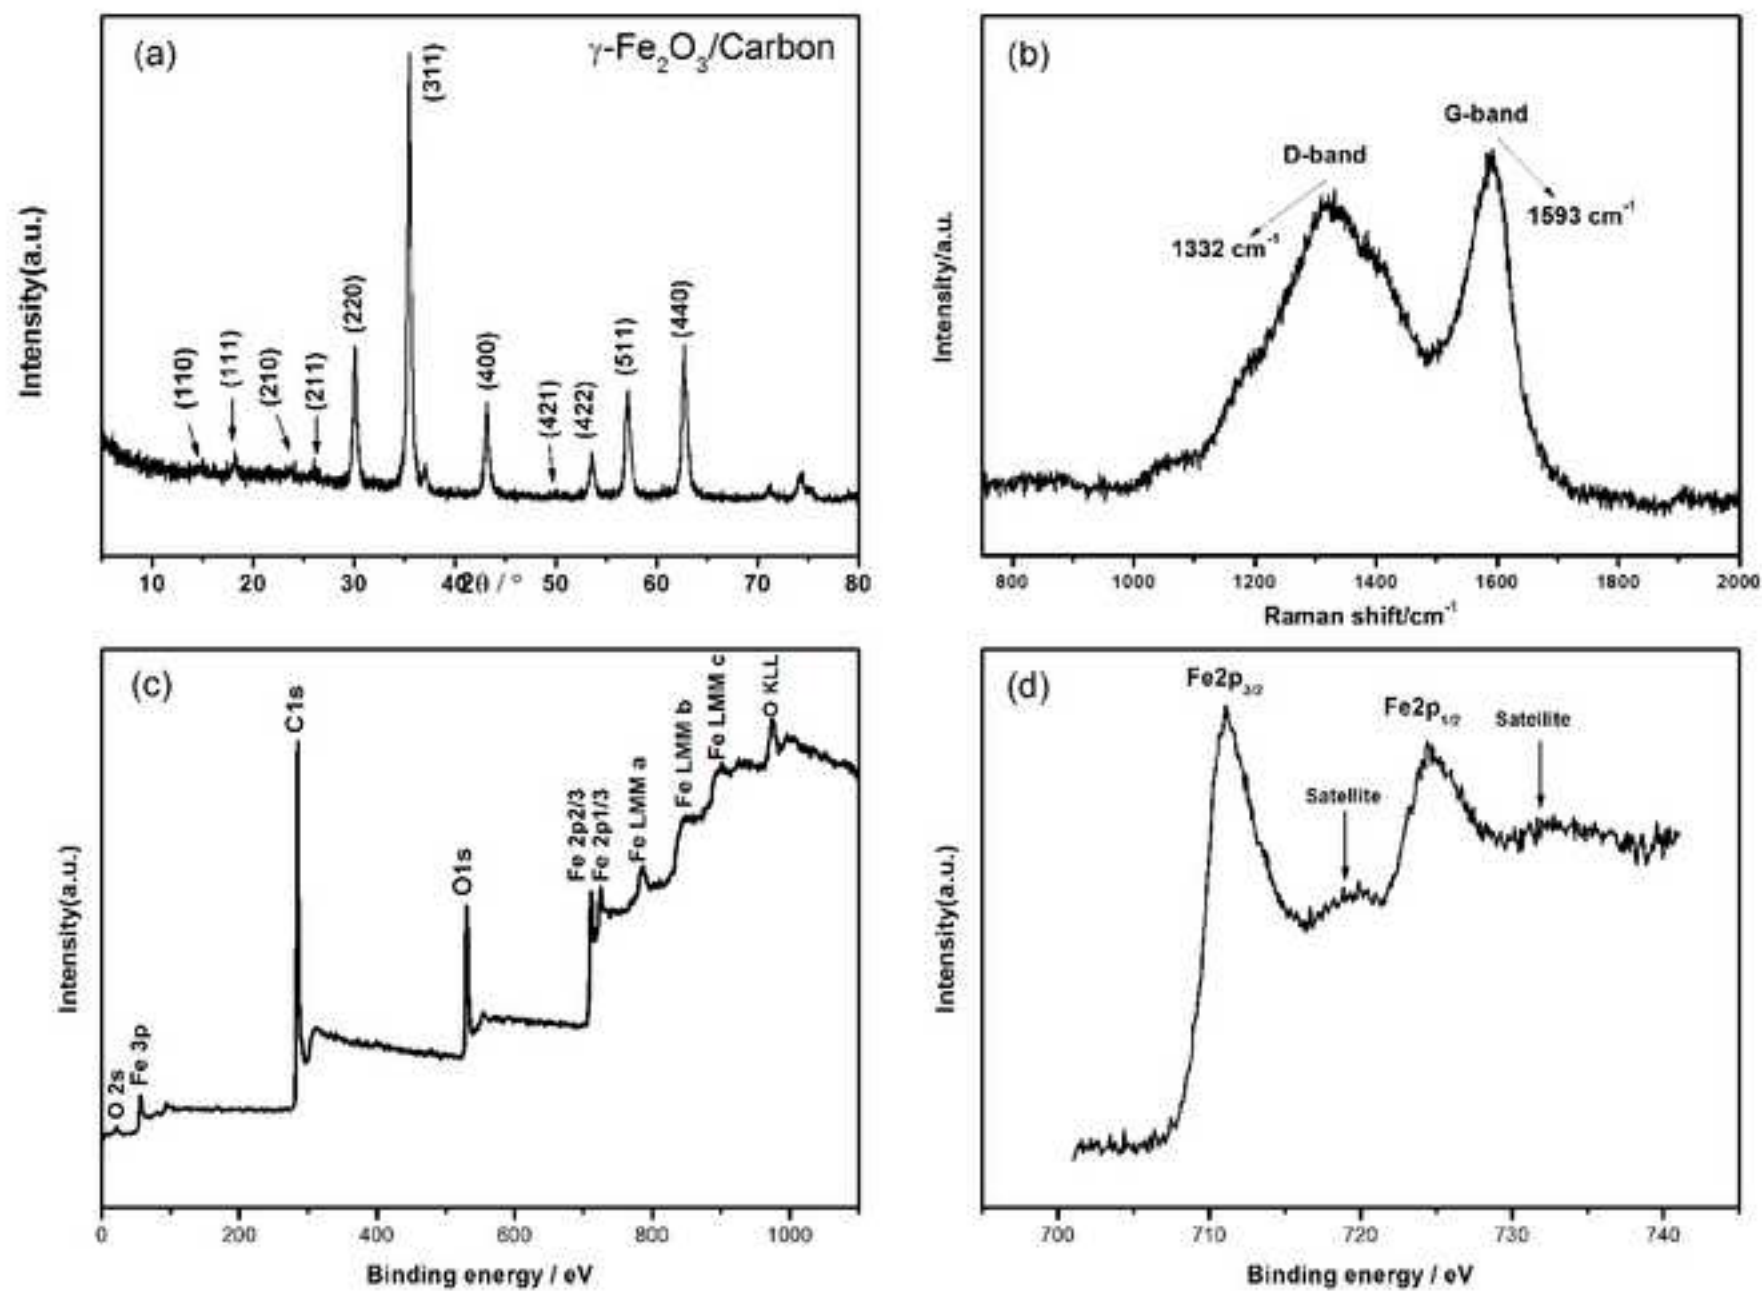 (a)
γ-Fe₂O₃/Carbon
(110)
(111)
(210)
(211)
(220)
(311)
(400)
(421)
(422)
(511)
(440)
Intensity(a.u.)
10 20 30 40 50 60 70 80
2θ / °
(b)
D-band
1332 cm⁻¹
G-band
1593 cm⁻¹
Intensity/a.u.
800 1000 1200 1400 1600 1800 2000
Raman shift/cm⁻¹
(c)
O 2s
Fe 3p
C1s
O1s
Fe 2p2/3
Fe 2p1/3
Fe LMM a
Fe LMM b
Fe LMM c
O KLL
Intensity(a.u.)
0 200 400 600 800 1000
Binding energy / eV
(d)
Fe2p₃/₂
Satellite
Fe2p₁/₂
Satellite
Intensity(a.u.)
700 710 720 730 740
Binding energy / eV